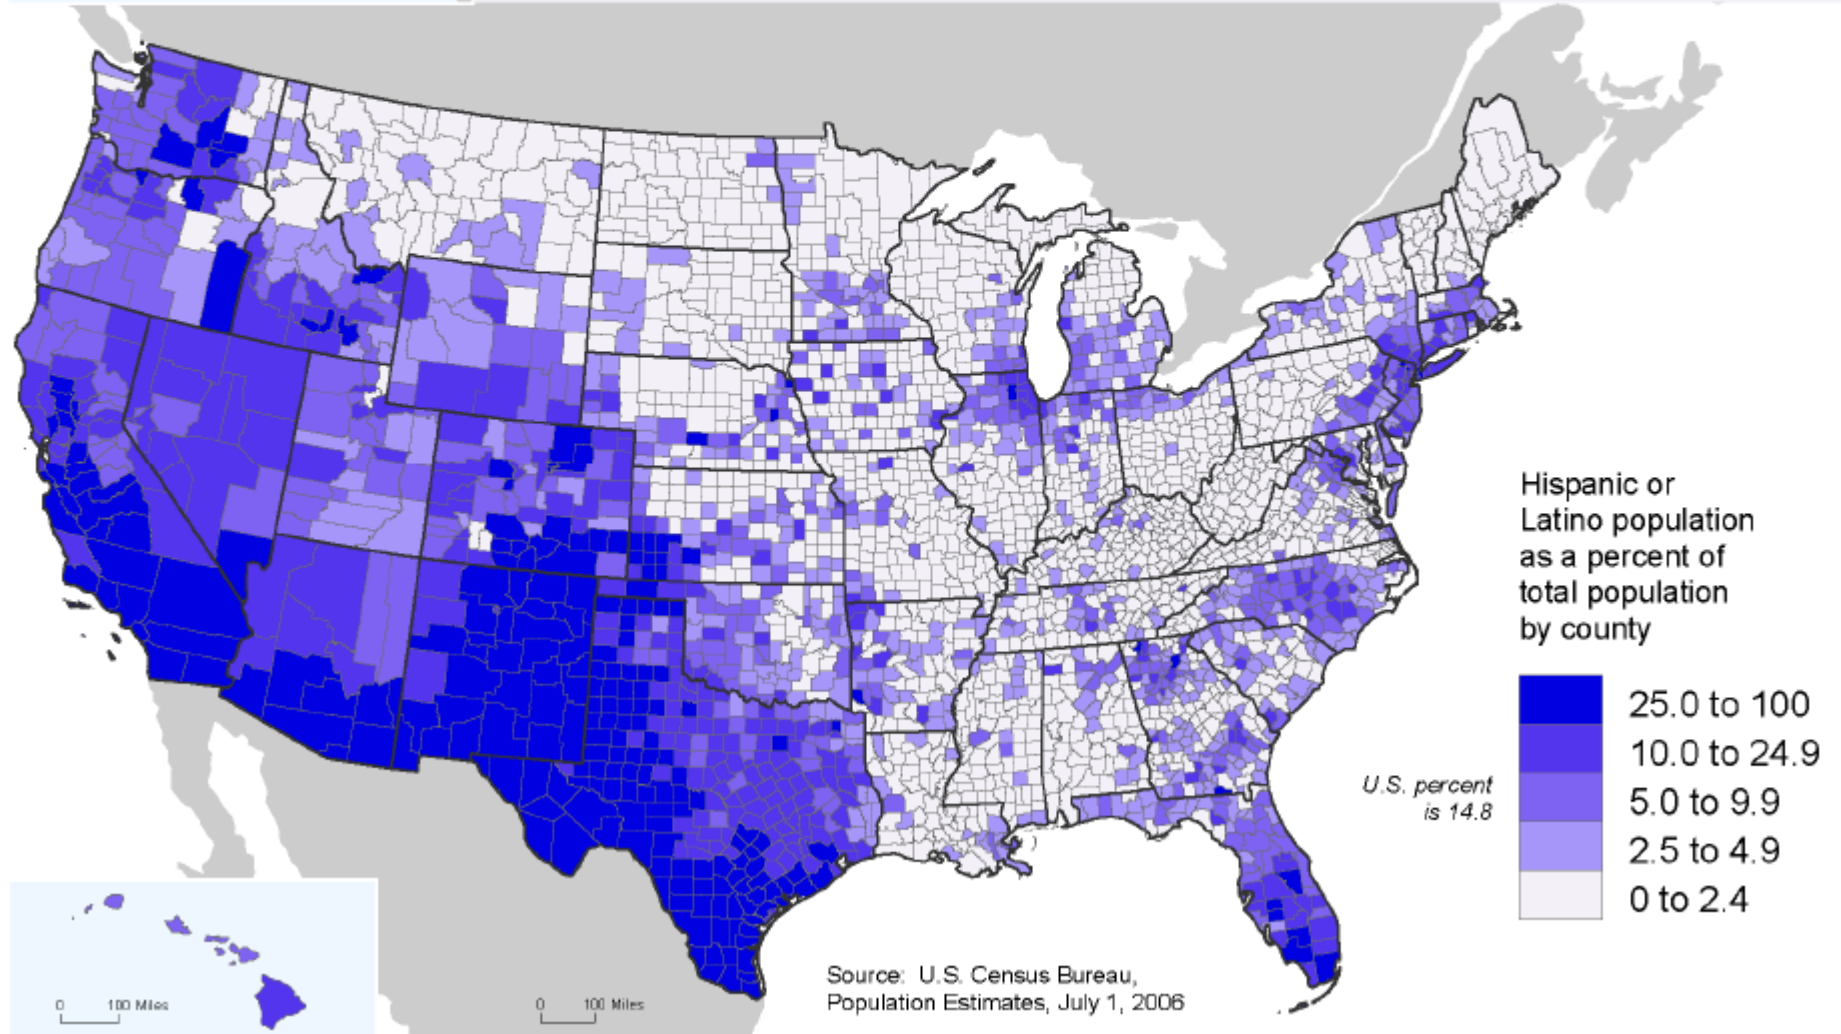 Hispanic or
Latino population
as a percent of
total population
by county
25.0 to 100
10.0 to 24.9
5.0 to 9.9
2.5 to 4.9
0 to 2.4
U.S. percent
is 14.8
Source: U.S. Census Bureau,
Population Estimates, July 1, 2006
0 100 Miles
0 100 Miles